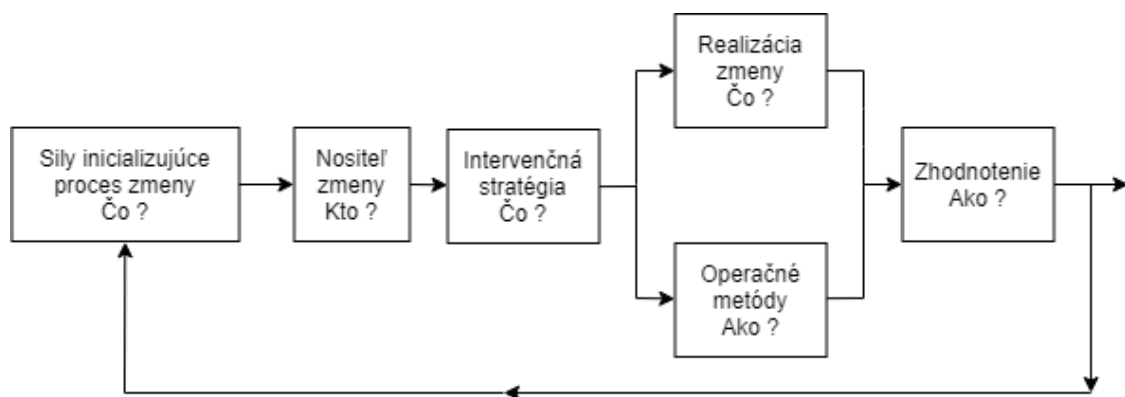 Sily inicializujúce
proces zmeny
Čo ?
Nositeľ
zmeny
Kto ?
Intervenčná
stratégia
Čo ?
Realizácia
zmeny
Čo ?
Operačné
metódy
Ako ?
Zhodnotenie
Ako ?